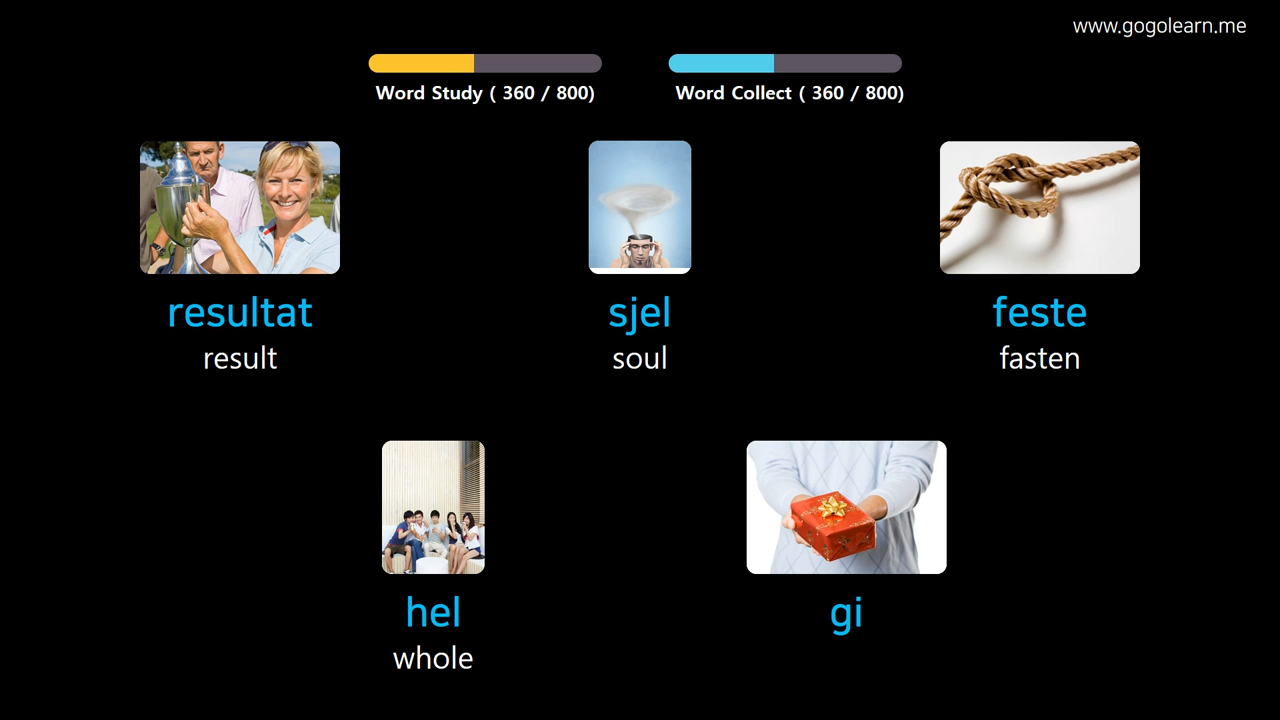 www.gogolearn.me
Word Study ( 360 / 800)
Word Collect ( 360 / 800)
resultat
result
sjel
soul
feste
fasten
hel
whole
gi